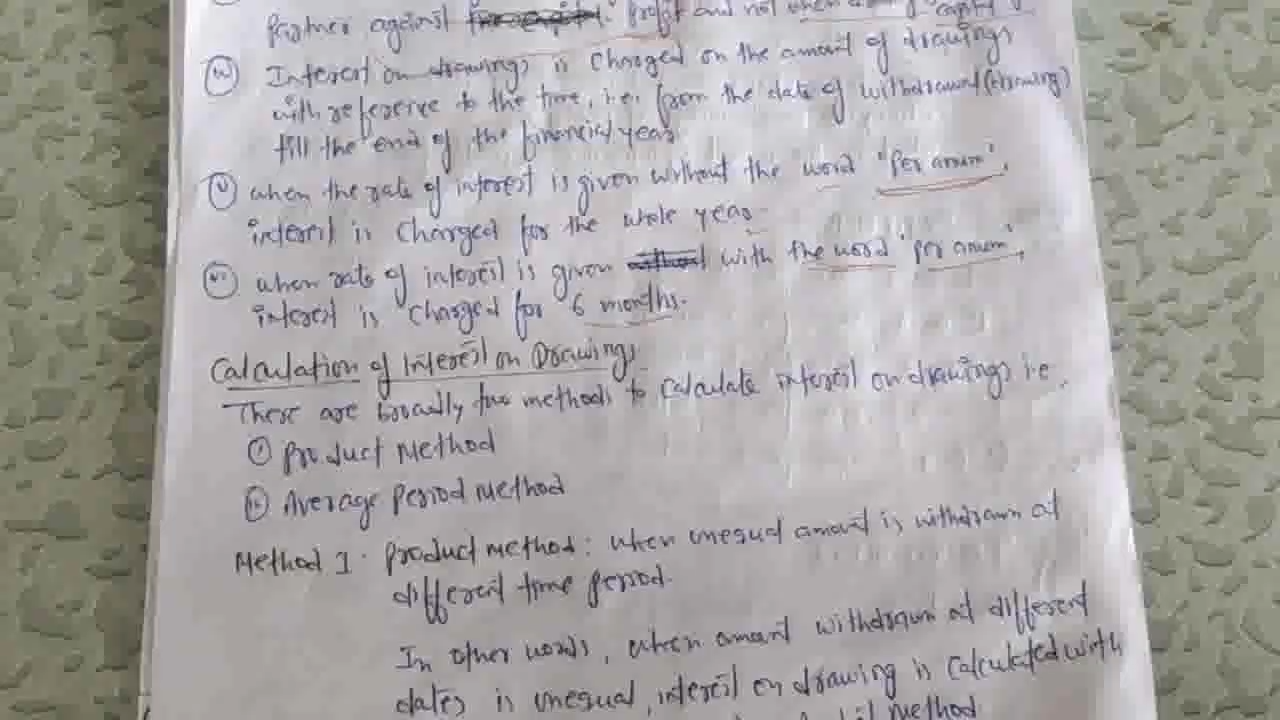 Partner against profit and not when
(iv) Interest on drawings is charged on the amount of drawings
with reference to the time, i.e. from the date of withdrawal (drawing)
till the end of the financial year
(v) when the rate of interest is given without the word "Per anum",
interest is charged for the whole year
(vi) when rate of interest is given with the word "per anum",
interest is charged for 6 months.
Calculation of Interest on Drawings
These are broadly two methods to calculate interest on drawings i.e.
(i) Product Method
(ii) Average Period Method
Method 1. Product method: when unequal amount is withdrawn at
different time period.
In other words, when amount withdrawn at different
dates is unequal, interest on drawing is calculated with
method